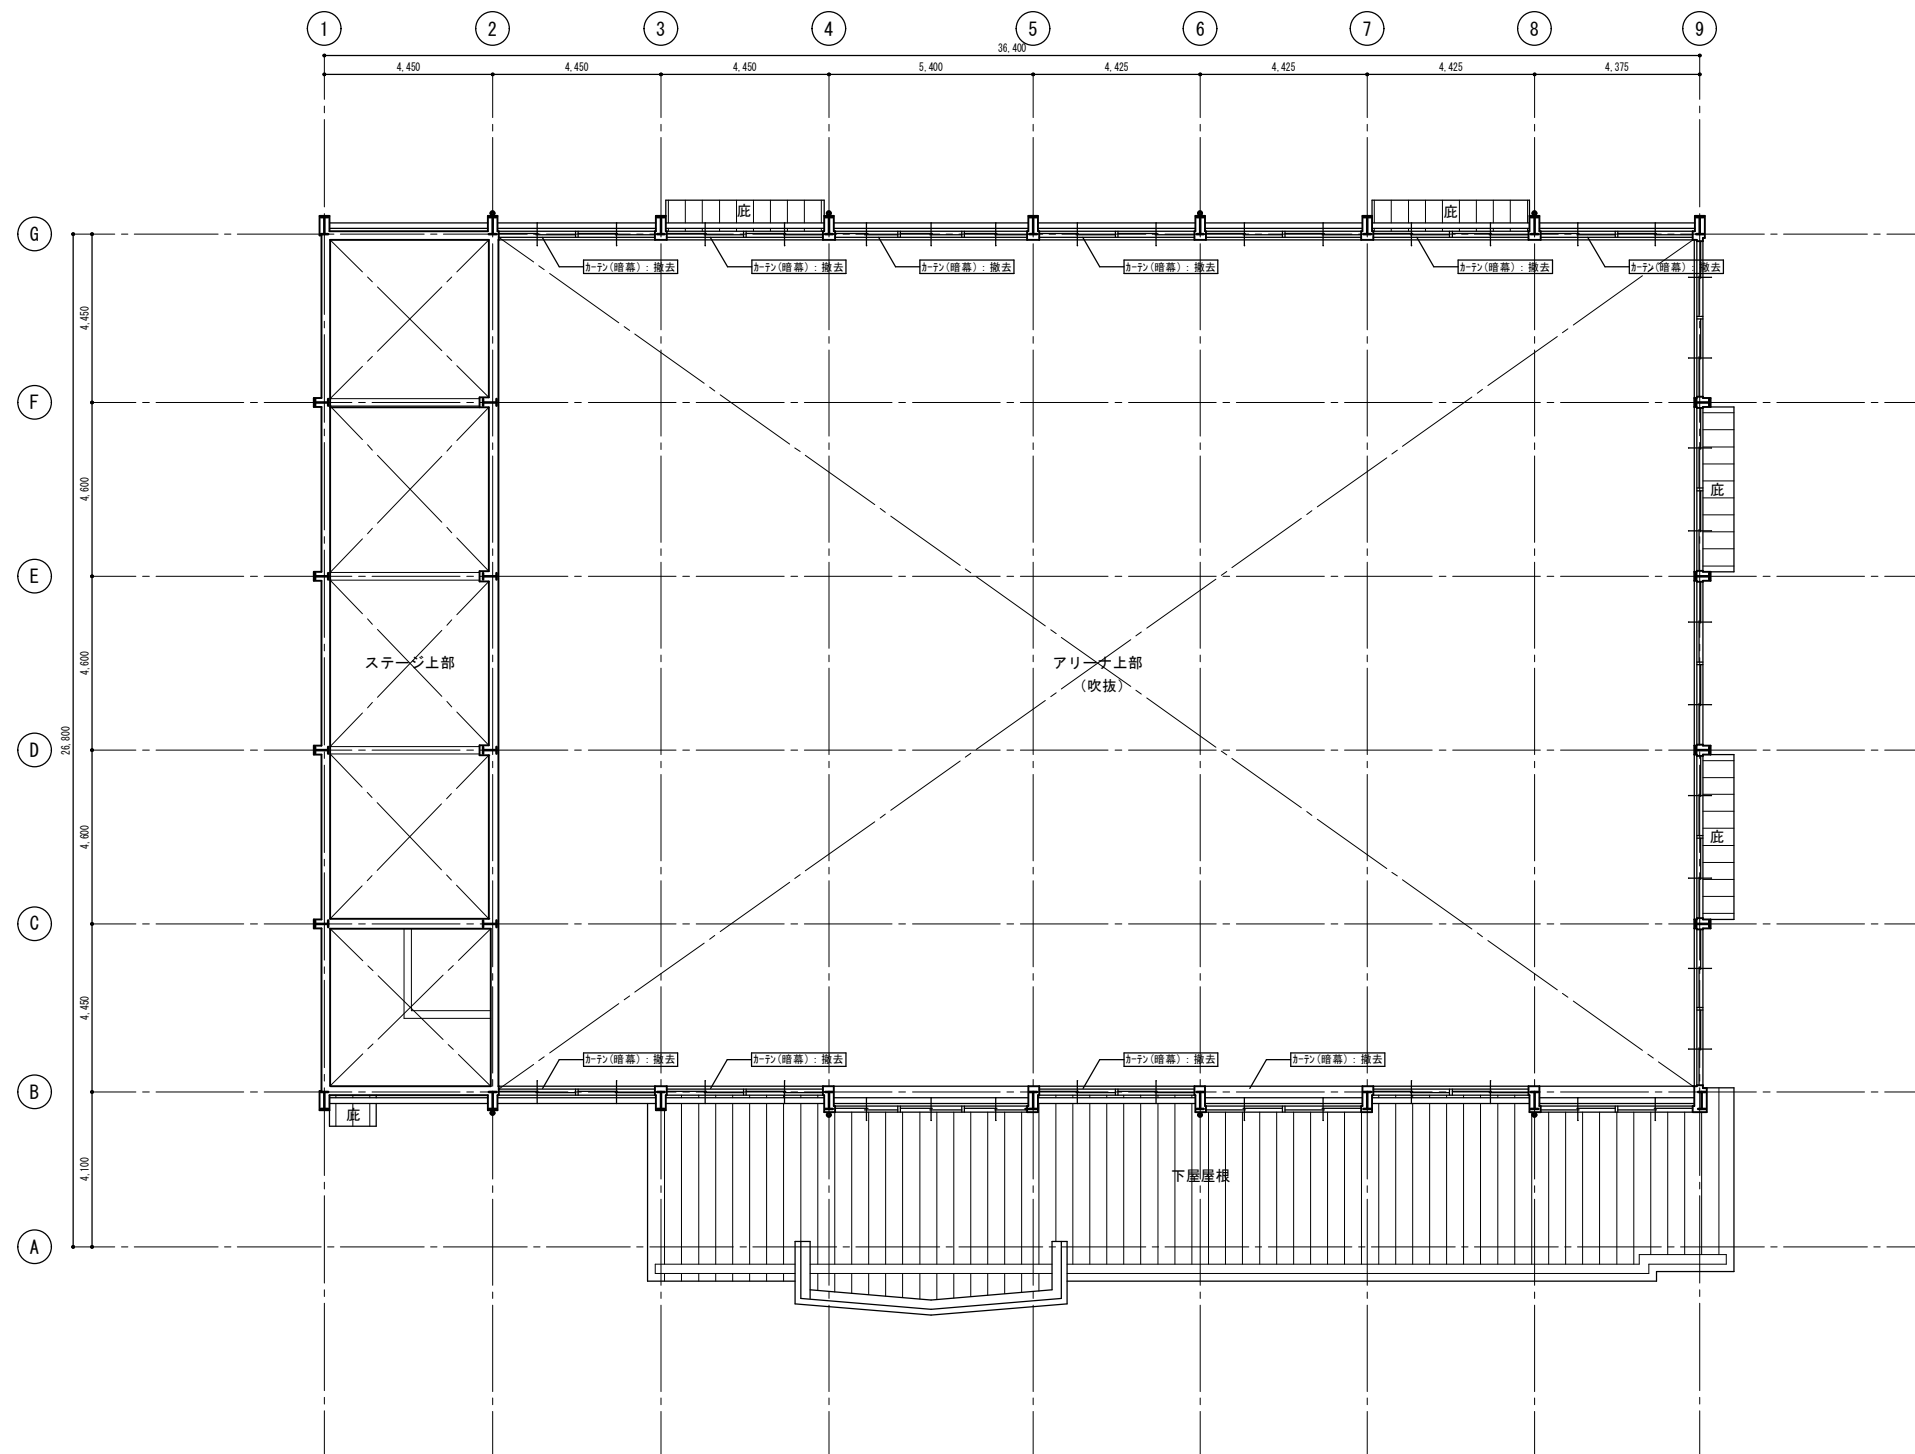 1 2 3 4 5 6 7 8 9
36,400
4,450 4,450 4,450 5,400 4,425 4,425 4,425 4,375
庇 庇
G
カーテン(暗幕):撤去 カーテン(暗幕):撤去 カーテン(暗幕):撤去 カーテン(暗幕):撤去 カーテン(暗幕):撤去 カーテン(暗幕):撤去
4,450
F
4,600
庇
E
4,600
ステージ上部
アリーナ上部
(吹抜)
26,800
D
4,600
庇
C
4,450
カーテン(暗幕):撤去 カーテン(暗幕):撤去 カーテン(暗幕):撤去 カーテン(暗幕):撤去
B
庇
4,100
下屋屋根
A